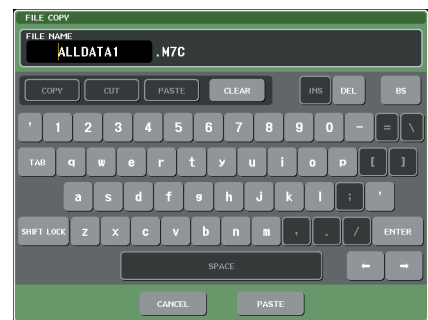 FILE COPY
FILE NAME
ALLDATA1 .M7C
COPY CUT PASTE CLEAR INS DEL BS
' 1 2 3 4 5 6 7 8 9 0 - = \
TAB q w e r t y u i o p [ ]
a s d f g h j k l ; '
SHIFT LOCK z x c v b n m , . / ENTER
SPACE ← →
CANCEL PASTE